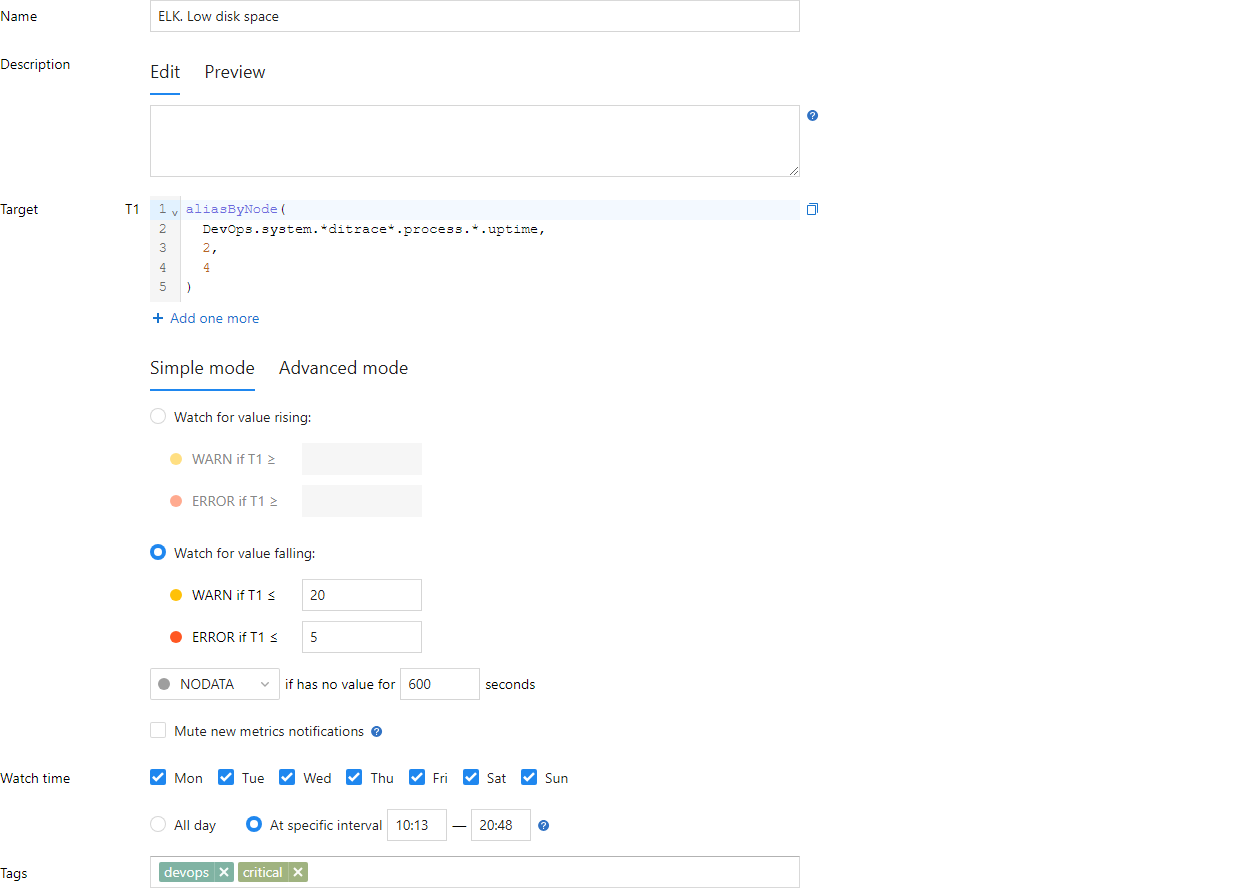 Name ELK. Low disk space
Description Edit Preview
?
Target T1 1 v aliasByNode(
2 DevOps.system.*ditrace*.process.*.uptime,
3 2,
4 4
5 )
+ Add one more
Simple mode Advanced mode
Watch for value rising:
WARN if T1 ≥
ERROR if T1 ≥
Watch for value falling:
WARN if T1 ≤ 20
ERROR if T1 ≤ 5
NODATA if has no value for 600 seconds
Mute new metrics notifications ?
Watch time Mon Tue Wed Thu Fri Sat Sun
All day At specific interval 10:13 — 20:48 ?
Tags devops × critical ×